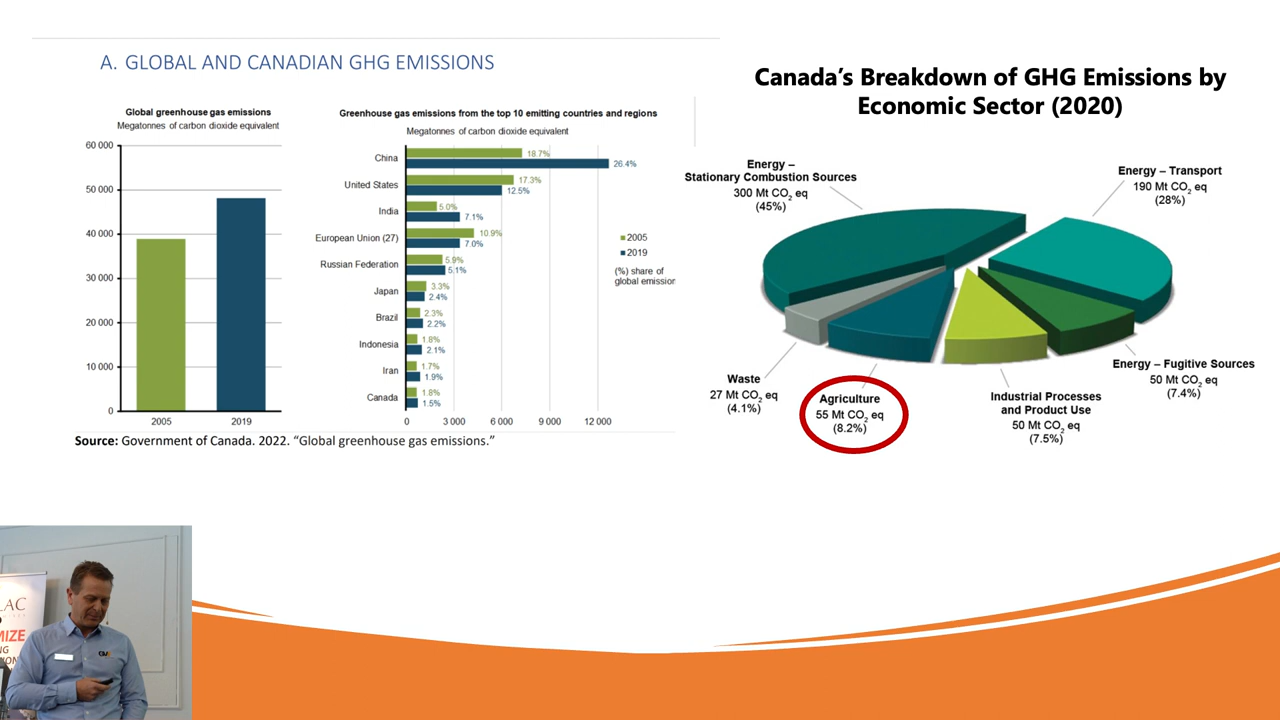 A. GLOBAL AND CANADIAN GHG EMISSIONS
Global greenhouse gas emissions
Megatonnes of carbon dioxide equivalent
60 000
50 000
40 000
30 000
20 000
10 000
0
2005
2019
Greenhouse gas emissions from the top 10 emitting countries and regions
Megatonnes of carbon dioxide equivalent
China
18.7%
26.4%
United States
17.3%
12.5%
India
5.0%
7.1%
European Union (27)
10.9%
7.0%
Russian Federation
5.9%
5.1%
Japan
3.3%
2.4%
Brazil
2.3%
2.2%
Indonesia
1.8%
2.1%
Iran
1.7%
1.9%
Canada
1.8%
1.5%
0
3 000
6 000
9 000
12 000
2005
2019
(%) share of
global emission
Source: Government of Canada. 2022. “Global greenhouse gas emissions.”
Canada’s Breakdown of GHG Emissions by
Economic Sector (2020)
Energy –
Stationary Combustion Sources
300 Mt CO2 eq
(45%)
Energy – Transport
190 Mt CO2 eq
(28%)
Energy – Fugitive Sources
50 Mt CO2 eq
(7.4%)
Industrial Processes
and Product Use
50 Mt CO2 eq
(7.5%)
Agriculture
55 Mt CO2 eq
(8.2%)
Waste
27 Mt CO2 eq
(4.1%)
LAC
MIZE
NG